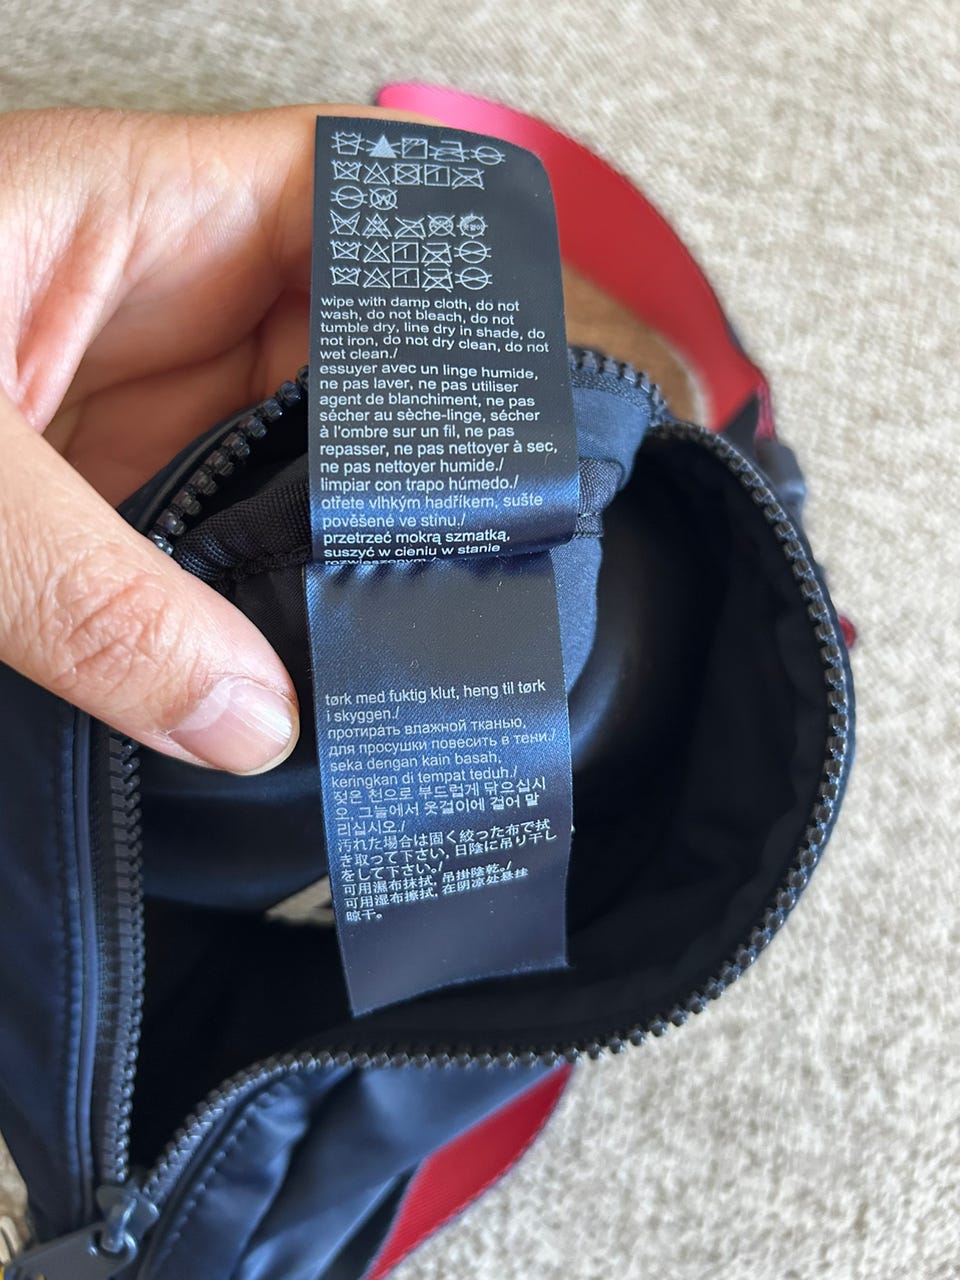 wipe with damp cloth, do not
wash, do not bleach, do not
tumble dry, line dry in shade, do
not iron, do not dry clean, do not
wet clean./
essuyer avec un linge humide,
ne pas laver, ne pas utiliser
agent de blanchiment, ne pas
sécher au sèche-linge, sécher
à l'ombre sur un fil, ne pas
repasser, ne pas nettoyer à sec,
ne pas nettoyer humide./
limpiar con trapo húmedo./
otřete vlhkým hadříkem, sušte
pověšené ve stínu./
przetrzeć mokrą szmatką,
suszyć w cieniu w stanie
rozwieszonym./
tørk med fuktig klut, heng til tørk
i skyggen./
протирать влажной тканью,
для просушки повесить в тени./
seka dengan kain basah,
keringkan di tempat teduh./
젖은 천으로 부드럽게 닦으십시
오, 그늘에서 옷걸이에 걸어 말
리십시오./
汚れた場合は固く絞った布で拭
き取って下さい, 日陰に吊り干し
をして下さい。/
可用濕布抹拭, 吊掛陰乾。/
可用湿布擦拭, 在阴凉处悬挂
晾干。